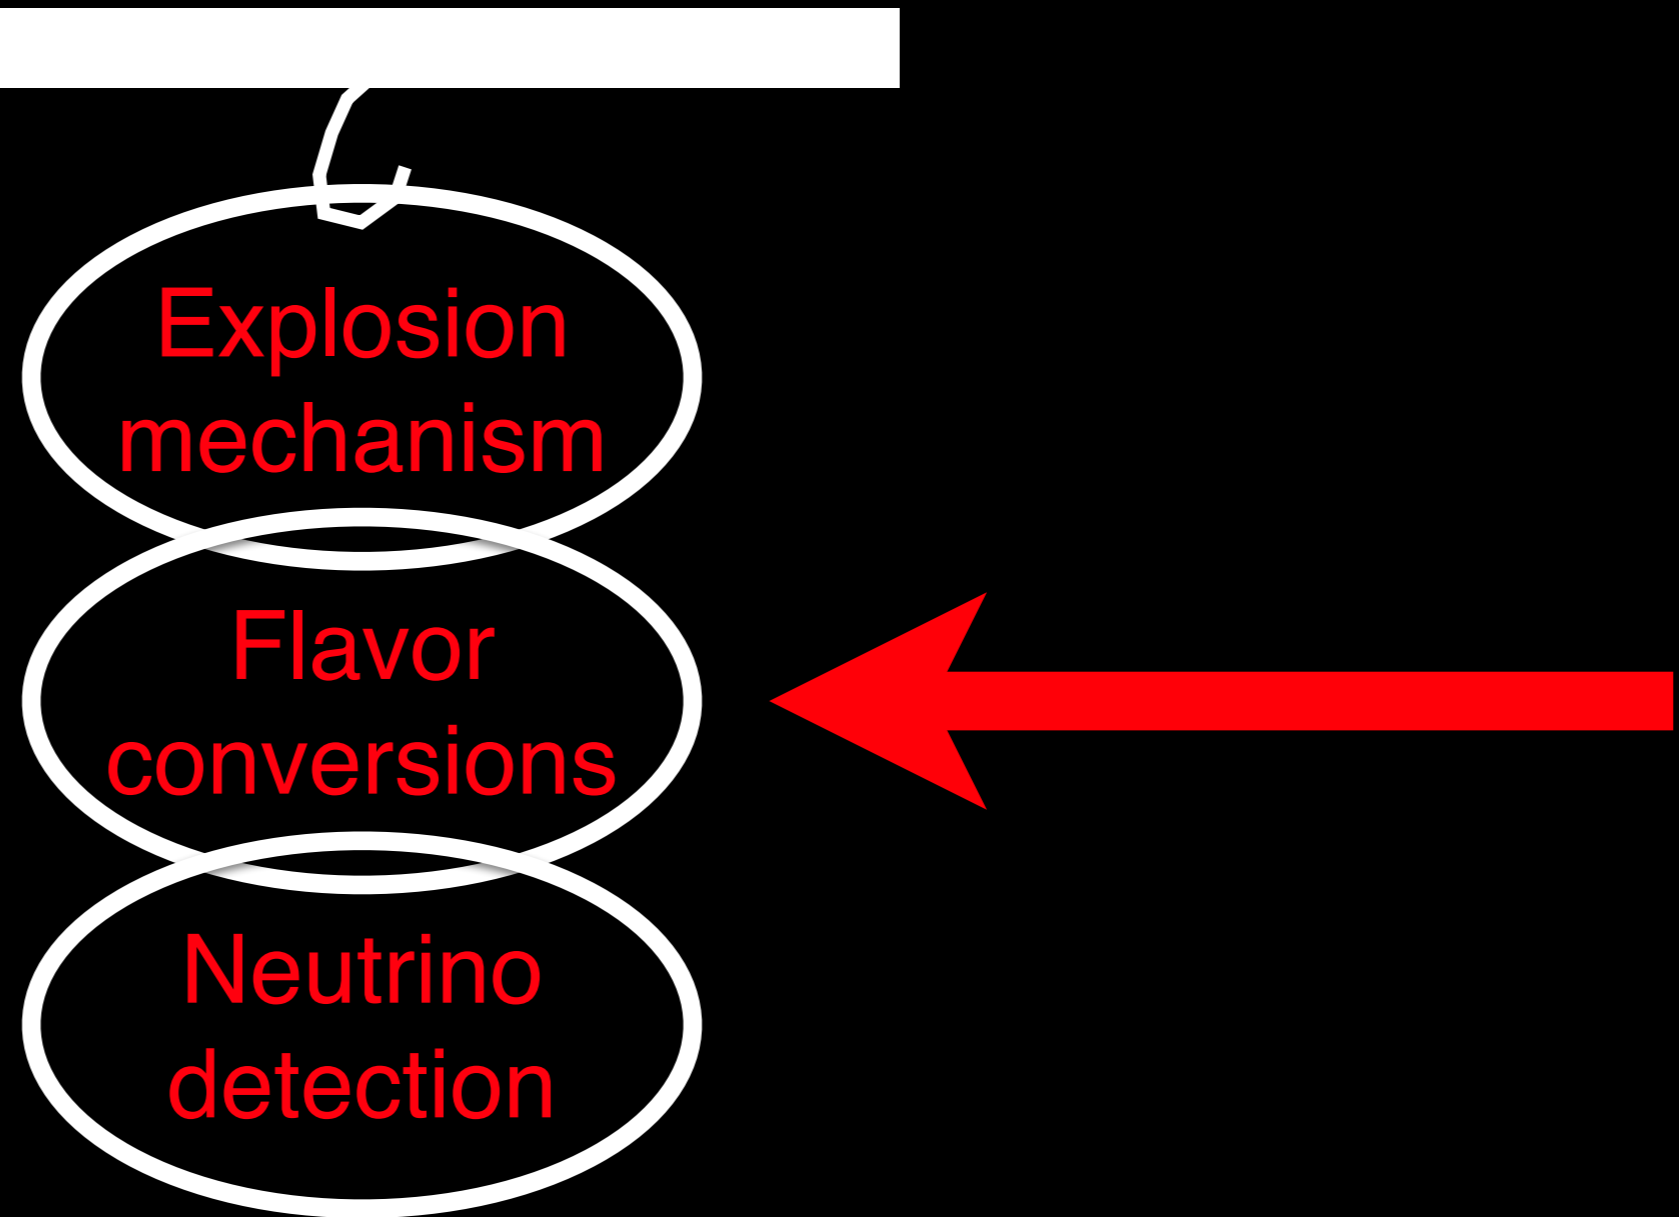 Explosion
mechanism
Flavor
conversions
Neutrino
detection